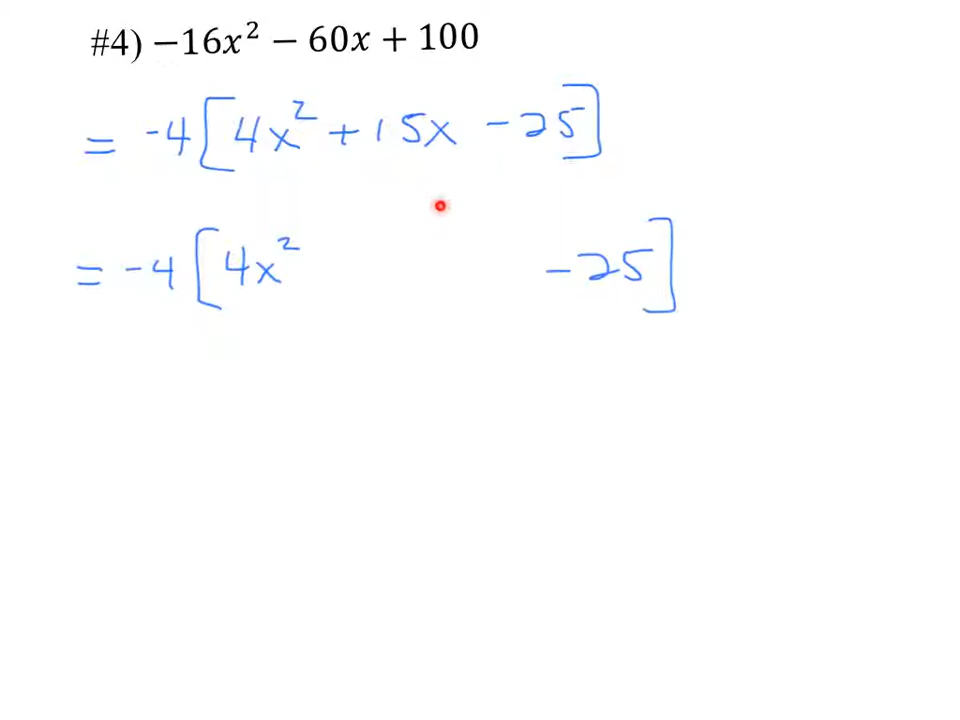 #4) −16x² − 60x + 100
= -4[4x² + 15x - 25]
= -4[4x² - 25]